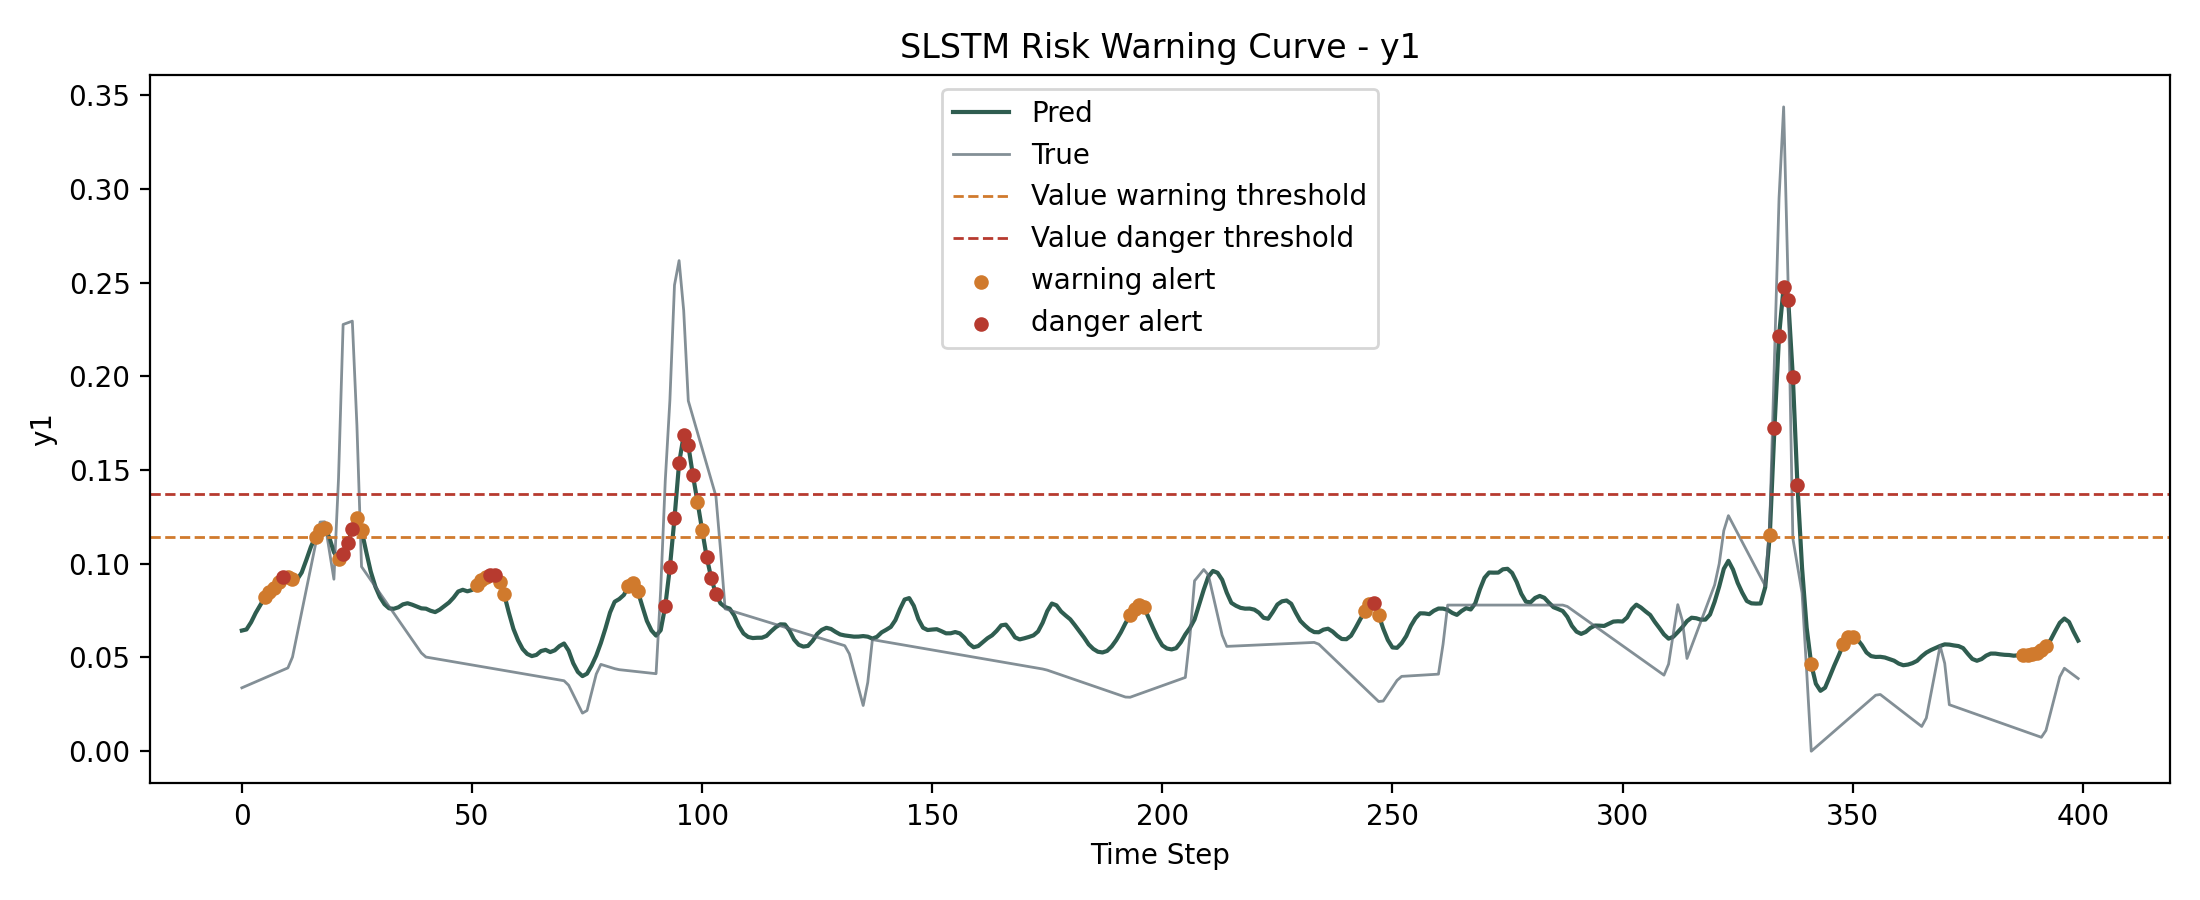 SLSTM Risk Warning Curve - y1
0.35
0.30
0.25
0.20
0.15
0.10
0.05
0.00
y1
Pred
True
Value warning threshold
Value danger threshold
warning alert
danger alert
0 50 100 150 200 250 300 350 400
Time Step